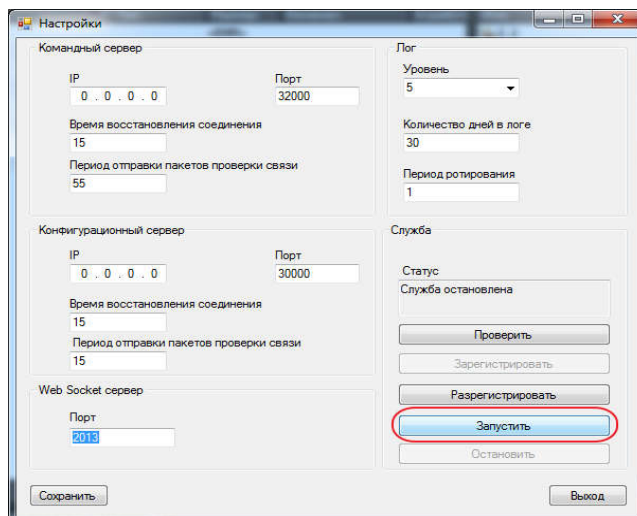 Настройки
Командный сервер
IP
0 . 0 . 0 . 0
Порт
32000
Время восстановления соединения
15
Период отправки пакетов проверки связи
55
Лог
Уровень
5
Количество дней в логе
30
Период ротирования
1
Конфигурационный сервер
IP
0 . 0 . 0 . 0
Порт
30000
Время восстановления соединения
15
Период отправки пакетов проверки связи
15
Служба
Статус
Служба остановлена
Проверить
Зарегистрировать
Разрегистрировать
Запустить
Остановить
Web Socket сервер
Порт
2013
Сохранить
Выход